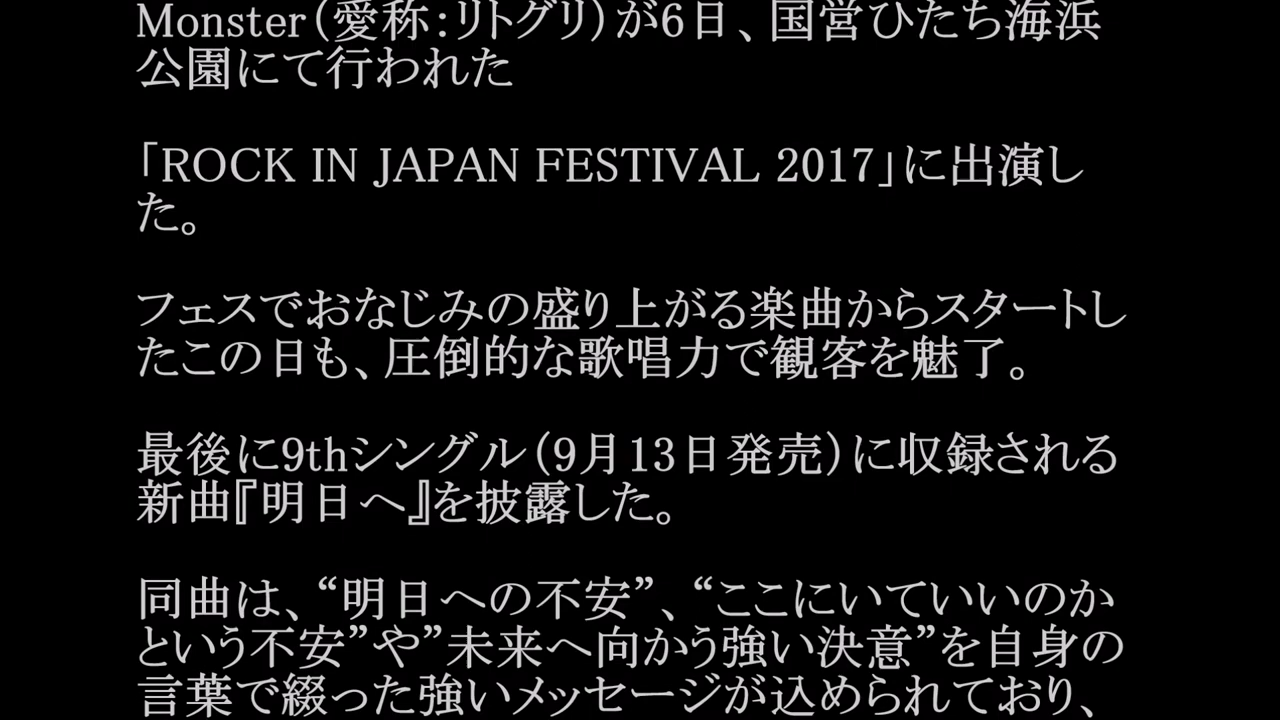 Monster（愛称：リトグリ）が6日、国営ひたち海浜
公園にて行われた
「ROCK IN JAPAN FESTIVAL 2017」に出演し
た。
フェスでおなじみの盛り上がる楽曲からスタートし
たこの日も、圧倒的な歌唱力で観客を魅了。
最後に9thシングル（9月13日発売）に収録される
新曲『明日へ』を披露した。
同曲は、“明日への不安”、“ここにいていいのか
という不安”や”未来へ向かう強い決意”を自身の
言葉で綴った強いメッセージが込められており、